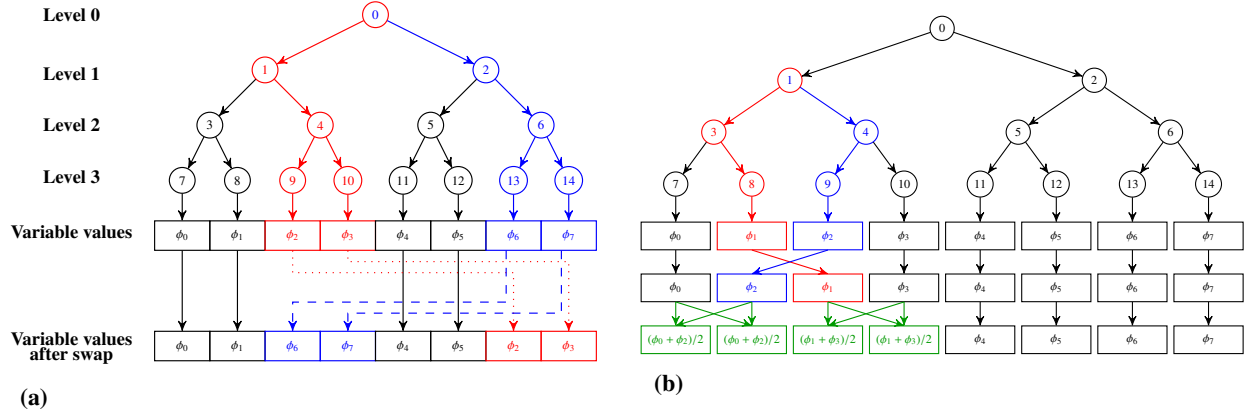 Level 0
0
Level 1
1 2
Level 2
3 4 5 6
Level 3
7 8 9 10 11 12 13 14
Variable values
ϕ₀ ϕ₁ ϕ₂ ϕ₃ ϕ₄ ϕ₅ ϕ₆ ϕ₇
Variable values
after swap
ϕ₀ ϕ₁ ϕ₆ ϕ₇ ϕ₄ ϕ₅ ϕ₂ ϕ₃
(a)
0
1 2
3 4 5 6
7 8 9 10 11 12 13 14
ϕ₀ ϕ₁ ϕ₂ ϕ₃ ϕ₄ ϕ₅ ϕ₆ ϕ₇
ϕ₀ ϕ₂ ϕ₁ ϕ₃ ϕ₄ ϕ₅ ϕ₆ ϕ₇
(ϕ₀ + ϕ₂)/2 (ϕ₀ + ϕ₂)/2 (ϕ₁ + ϕ₃)/2 (ϕ₁ + ϕ₃)/2 ϕ₄ ϕ₅ ϕ₆ ϕ₇
(b)